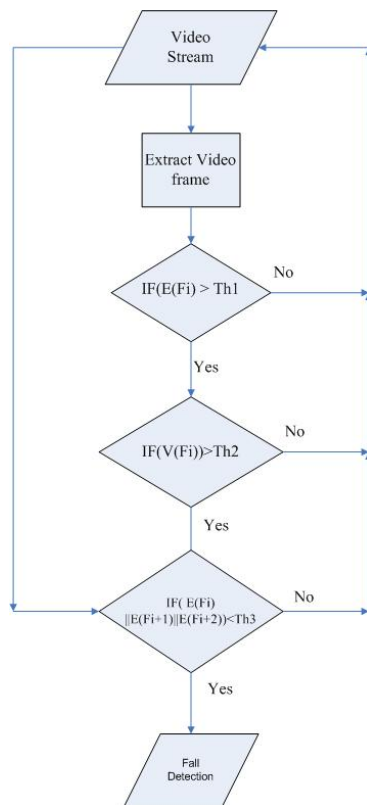 Video
Stream
Extract Video
frame
IF(E(Fi) > Th1
No
Yes
IF(V(Fi))>Th2
No
Yes
IF( E(Fi)
||E(Fi+1)||E(Fi+2))<Th3
No
Yes
Fall
Detection